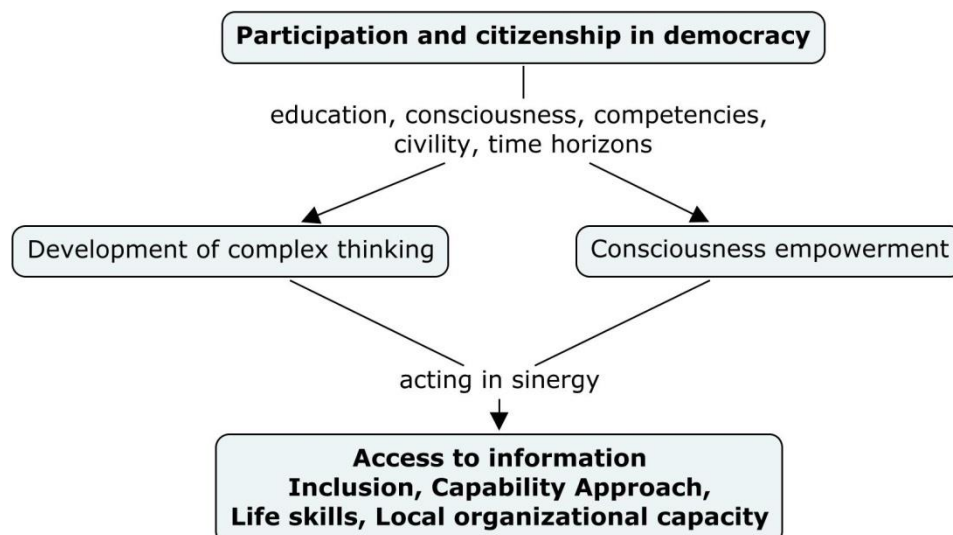 Participation and citizenship in democracy
education, consciousness, competencies,
civility, time horizons
Development of complex thinking
Consciousness empowerment
acting in sinergy
Access to information
Inclusion, Capability Approach,
Life skills, Local organizational capacity